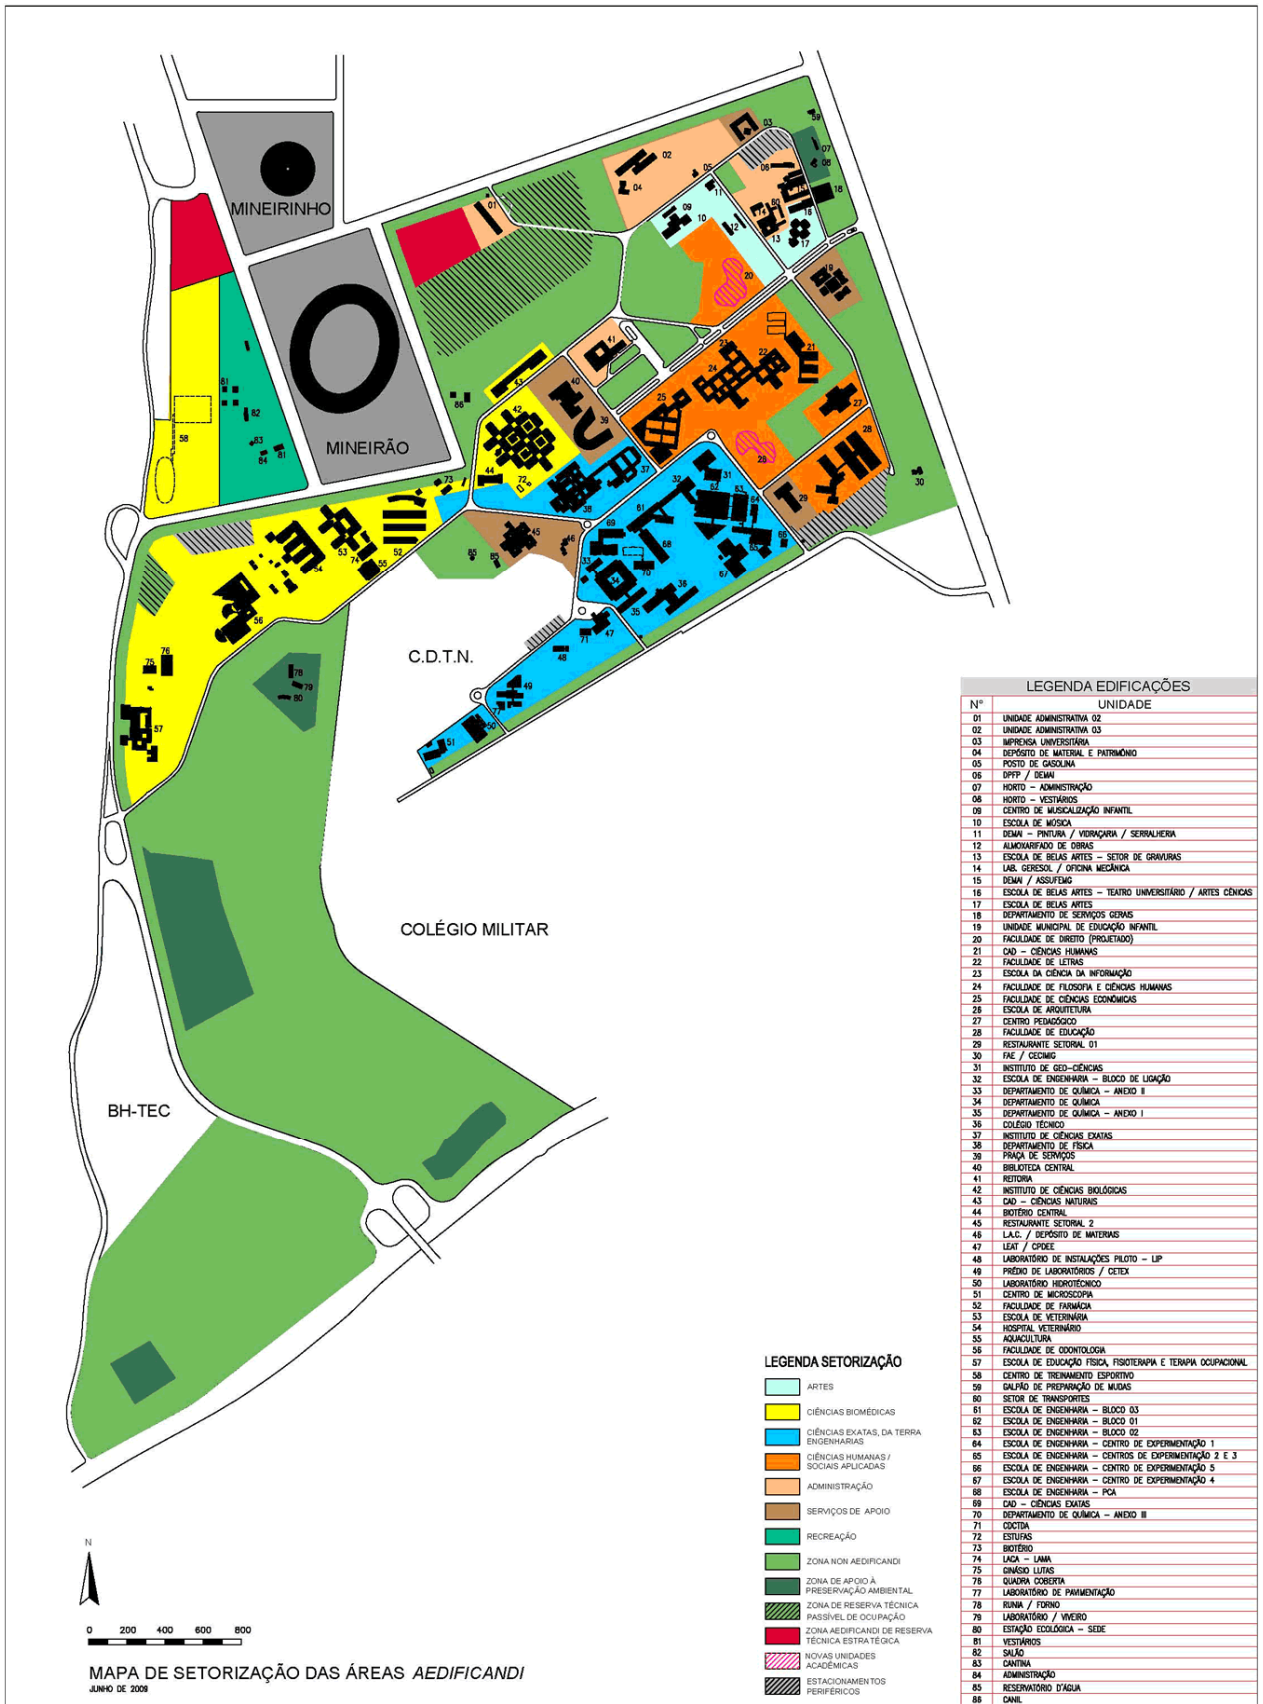 MINEIRINHO
MINEIRÃO
C.D.T.N.
COLÉGIO MILITAR
BH-TEC
LEGENDA EDIFICAÇÕES
Nº UNIDADE
01 UNIDADE ADMINISTRATIVA 02
02 UNIDADE ADMINISTRATIVA 03
03 IMPRENSA UNIVERSITÁRIA
04 DEPÓSITO DE MATERIAL E PATRIMÔNIO
05 POSTO DE GASOLINA
06 DPFP / DEMAI
07 HORTO - ADMINISTRAÇÃO
08 HORTO - VESTIÁRIOS
09 CENTRO DE MUSICALIZAÇÃO INFANTIL
10 ESCOLA DE MÚSICA
11 DEMAI - PINTURA / VIDRAÇARIA / SERRALHERIA
12 ALMOXARIFADO DE OBRAS
13 ESCOLA DE BELAS ARTES - SETOR DE GRAVURAS
14 LAB. GERESOL / OFICINA MECÂNICA
15 DEMAI / ASSUFEMG
16 ESCOLA DE BELAS ARTES - TEATRO UNIVERSITÁRIO / ARTES CÊNICAS
17 ESCOLA DE BELAS ARTES
18 DEPARTAMENTO DE SERVIÇOS GERAIS
19 UNIDADE MUNICIPAL DE EDUCAÇÃO INFANTIL
20 FACULDADE DE DIREITO (PROJETADO)
21 CAD - CIÊNCIAS HUMANAS
22 FACULDADE DE LETRAS
23 ESCOLA DA CIÊNCIA DA INFORMAÇÃO
24 FACULDADE DE FILOSOFIA E CIÊNCIAS HUMANAS
25 FACULDADE DE CIÊNCIAS ECONÔMICAS
26 ESCOLA DE ARQUITETURA
27 CENTRO PEDAGÓGICO
28 FACULDADE DE EDUCAÇÃO
29 RESTAURANTE SETORIAL 01
30 FAE / CECIMIG
31 INSTITUTO DE GEO-CIÊNCIAS
32 ESCOLA DE ENGENHARIA - BLOCO DE LIGAÇÃO
33 DEPARTAMENTO DE QUÍMICA - ANEXO II
34 DEPARTAMENTO DE QUÍMICA
35 DEPARTAMENTO DE QUÍMICA - ANEXO I
36 COLÉGIO TÉCNICO
37 INSTITUTO DE CIÊNCIAS EXATAS
38 DEPARTAMENTO DE FÍSICA
39 PRAÇA DE SERVIÇOS
40 BIBLIOTECA CENTRAL
41 REITORIA
42 INSTITUTO DE CIÊNCIAS BIOLÓGICAS
43 CAD - CIÊNCIAS NATURAIS
44 BIOTÉRIO CENTRAL
45 RESTAURANTE SETORIAL 2
46 L.A.C. / DEPÓSITO DE MATERIAIS
47 LEAT / CPDEE
48 LABORATÓRIO DE INSTALAÇÕES PILOTO - LIP
49 PRÉDIO DE LABORATÓRIOS / CETEX
50 LABORATÓRIO HIDROTÉCNICO
51 CENTRO DE MICROSCOPIA
52 FACULDADE DE FARMÁCIA
53 ESCOLA DE VETERINÁRIA
54 HOSPITAL VETERINÁRIO
55 AQUACULTURA
56 FACULDADE DE ODONTOLOGIA
57 ESCOLA DE EDUCAÇÃO FÍSICA, FISIOTERAPIA E TERAPIA OCUPACIONAL
58 CENTRO DE TREINAMENTO ESPORTIVO
59 GALPÃO DE PREPARAÇÃO DE MUDAS
60 SETOR DE TRANSPORTES
61 ESCOLA DE ENGENHARIA - BLOCO 03
62 ESCOLA DE ENGENHARIA - BLOCO 01
63 ESCOLA DE ENGENHARIA - BLOCO 02
64 ESCOLA DE ENGENHARIA - CENTRO DE EXPERIMENTAÇÃO 1
65 ESCOLA DE ENGENHARIA - CENTROS DE EXPERIMENTAÇÃO 2 E 3
66 ESCOLA DE ENGENHARIA - CENTRO DE EXPERIMENTAÇÃO 5
67 ESCOLA DE ENGENHARIA - CENTRO DE EXPERIMENTAÇÃO 4
68 ESCOLA DE ENGENHARIA - PCA
69 CAD - CIÊNCIAS EXATAS
70 DEPARTAMENTO DE QUÍMICA - ANEXO III
71 CDCTDA
72 ESTUFAS
73 BIOTÉRIO
74 LACA - LAMA
75 GINÁSIO LUTAS
76 QUADRA COBERTA
77 LABORATÓRIO DE PAVIMENTAÇÃO
78 RUNIA / FORNO
79 LABORATÓRIO / VIVEIRO
80 ESTAÇÃO ECOLÓGICA - SEDE
81 VESTIÁRIOS
82 SALÃO
83 CANTINA
84 ADMINISTRAÇÃO
85 RESERVATÓRIO D'ÁGUA
86 CANIL
LEGENDA SETORIZAÇÃO
ARTES
CIÊNCIAS BIOMÉDICAS
CIÊNCIAS EXATAS, DA TERRA
ENGENHARIAS
CIÊNCIAS HUMANAS /
SOCIAIS APLICADAS
ADMINISTRAÇÃO
SERVIÇOS DE APOIO
RECREAÇÃO
ZONA NON AEDIFICANDI
ZONA DE APOIO À
PRESERVAÇÃO AMBIENTAL
ZONA DE RESERVA TÉCNICA
PASSÍVEL DE OCUPAÇÃO
ZONA AEDIFICANDI DE RESERVA
TÉCNICA ESTRATÉGICA
NOVAS UNIDADES
ACADÊMICAS
ESTACIONAMENTOS
PERIFÉRICOS
N
0 200 400 600 800
MAPA DE SETORIZAÇÃO DAS ÁREAS AEDIFICANDI
JUNHO DE 2009